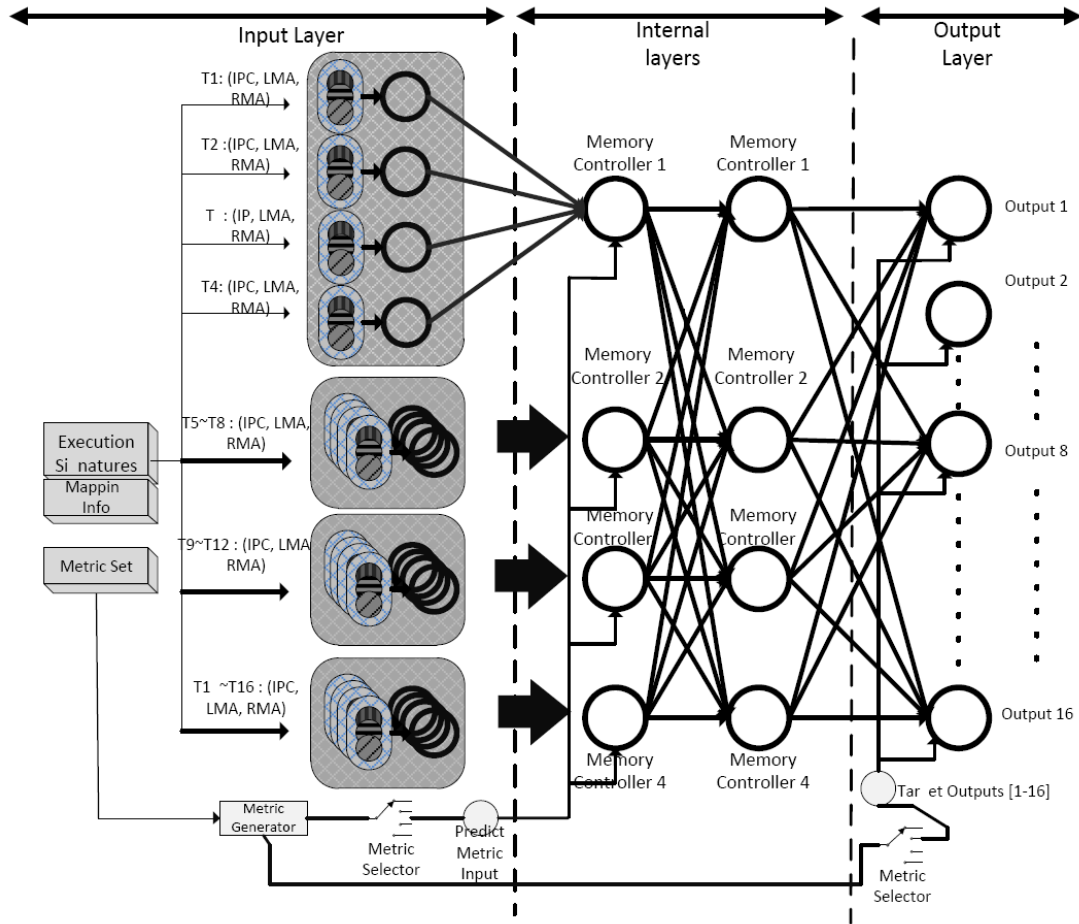 Input Layer
Internal
layers
Output
Layer
T1: (IPC, LMA,
RMA)
T2: (IPC, LMA,
RMA)
T : (IP, LMA,
RMA)
T4: (IPC, LMA,
RMA)
T5~T8 : (IPC, LMA,
RMA)
T9~T12 : (IPC, LMA,
RMA)
T1 ~T16 : (IPC,
LMA, RMA)
Execution
Si natures
Mappin
Info
Metric Set
Metric
Generator
Metric
Selector
Predict
Metric
Input
Memory
Controller 1
Memory
Controller 1
Memory
Controller 2
Memory
Controller 2
Memory
Controller
Memory
Controller
Memory
Controller 4
Memory
Controller 4
Output 1
Output 2
Output 8
Output 16
Tar et Outputs [1-16]
Metric
Selector